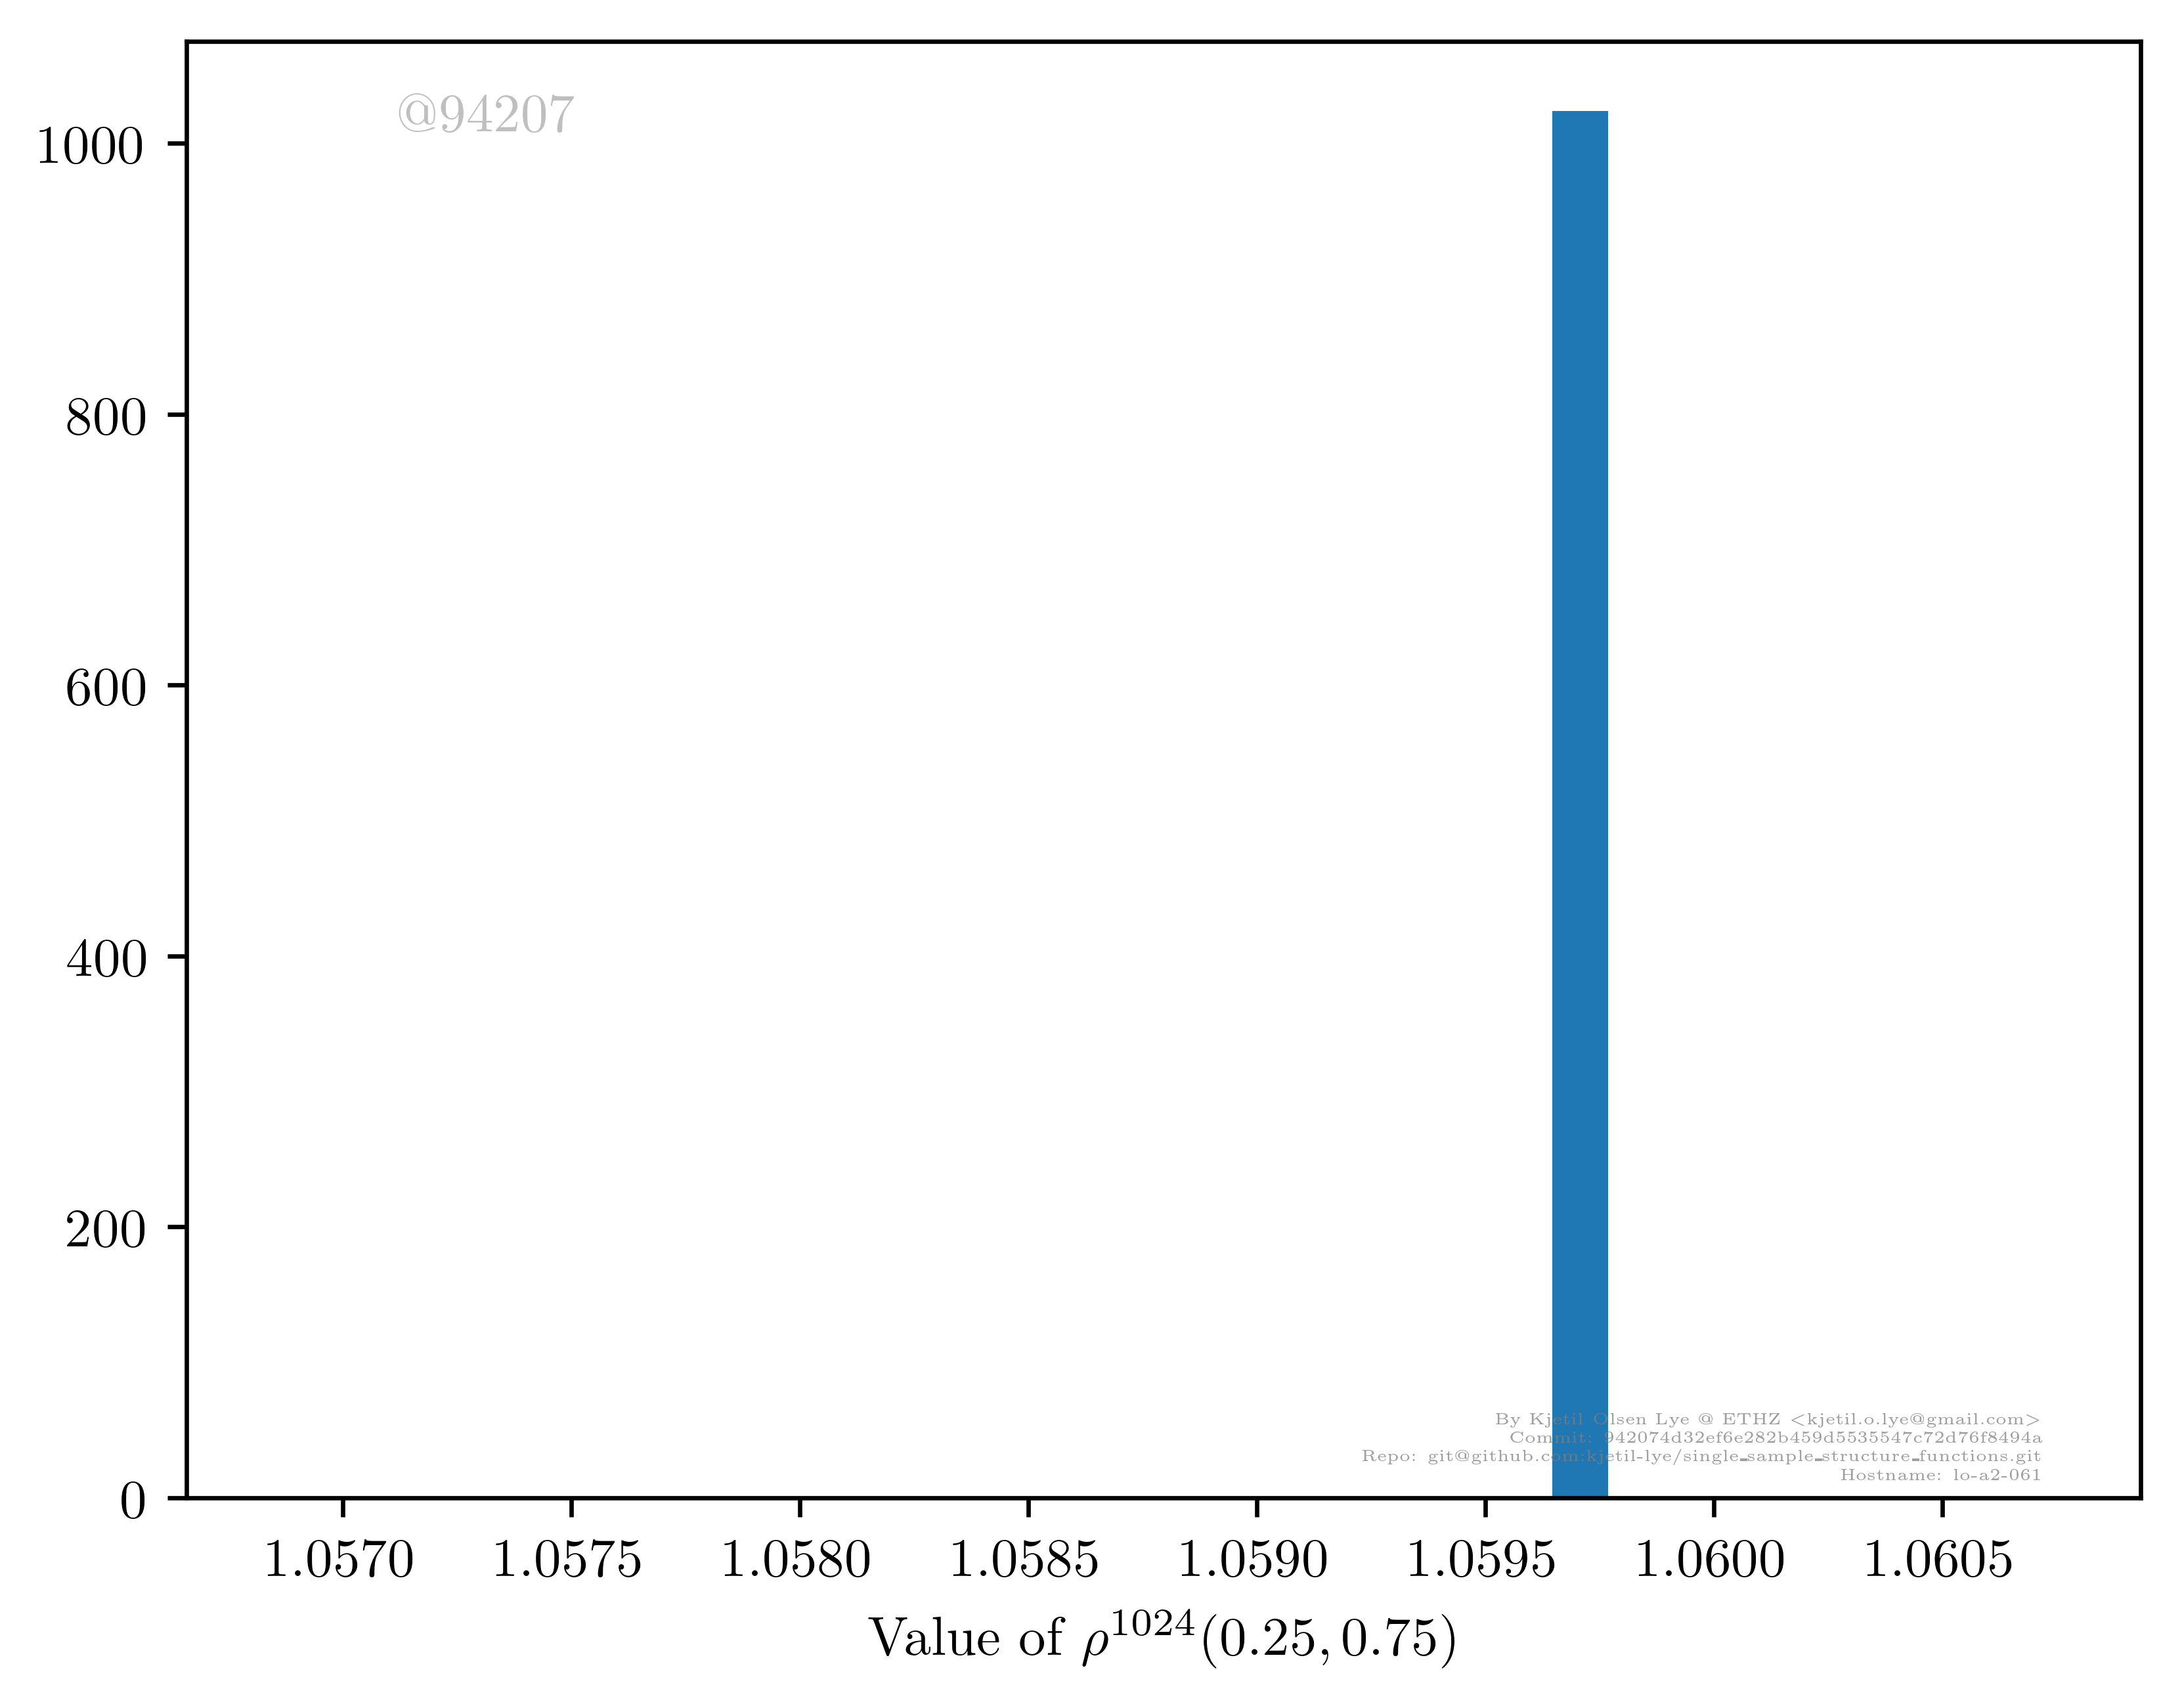 @94207
1000
800
600
400
200
0
By Kjetil Olsen Lye @ ETHZ <kjetil.o.lye@gmail.com>
Commit: 942074d32ef6e282b459d5535547c72d76f8494a
Repo: git@github.com:kjetil-lye/single_sample_structure_functions.git
Hostname: lo-a2-061
1.0570 1.0575 1.0580 1.0585 1.0590 1.0595 1.0600 1.0605
Value of ρ¹⁰²⁴(0.25, 0.75)